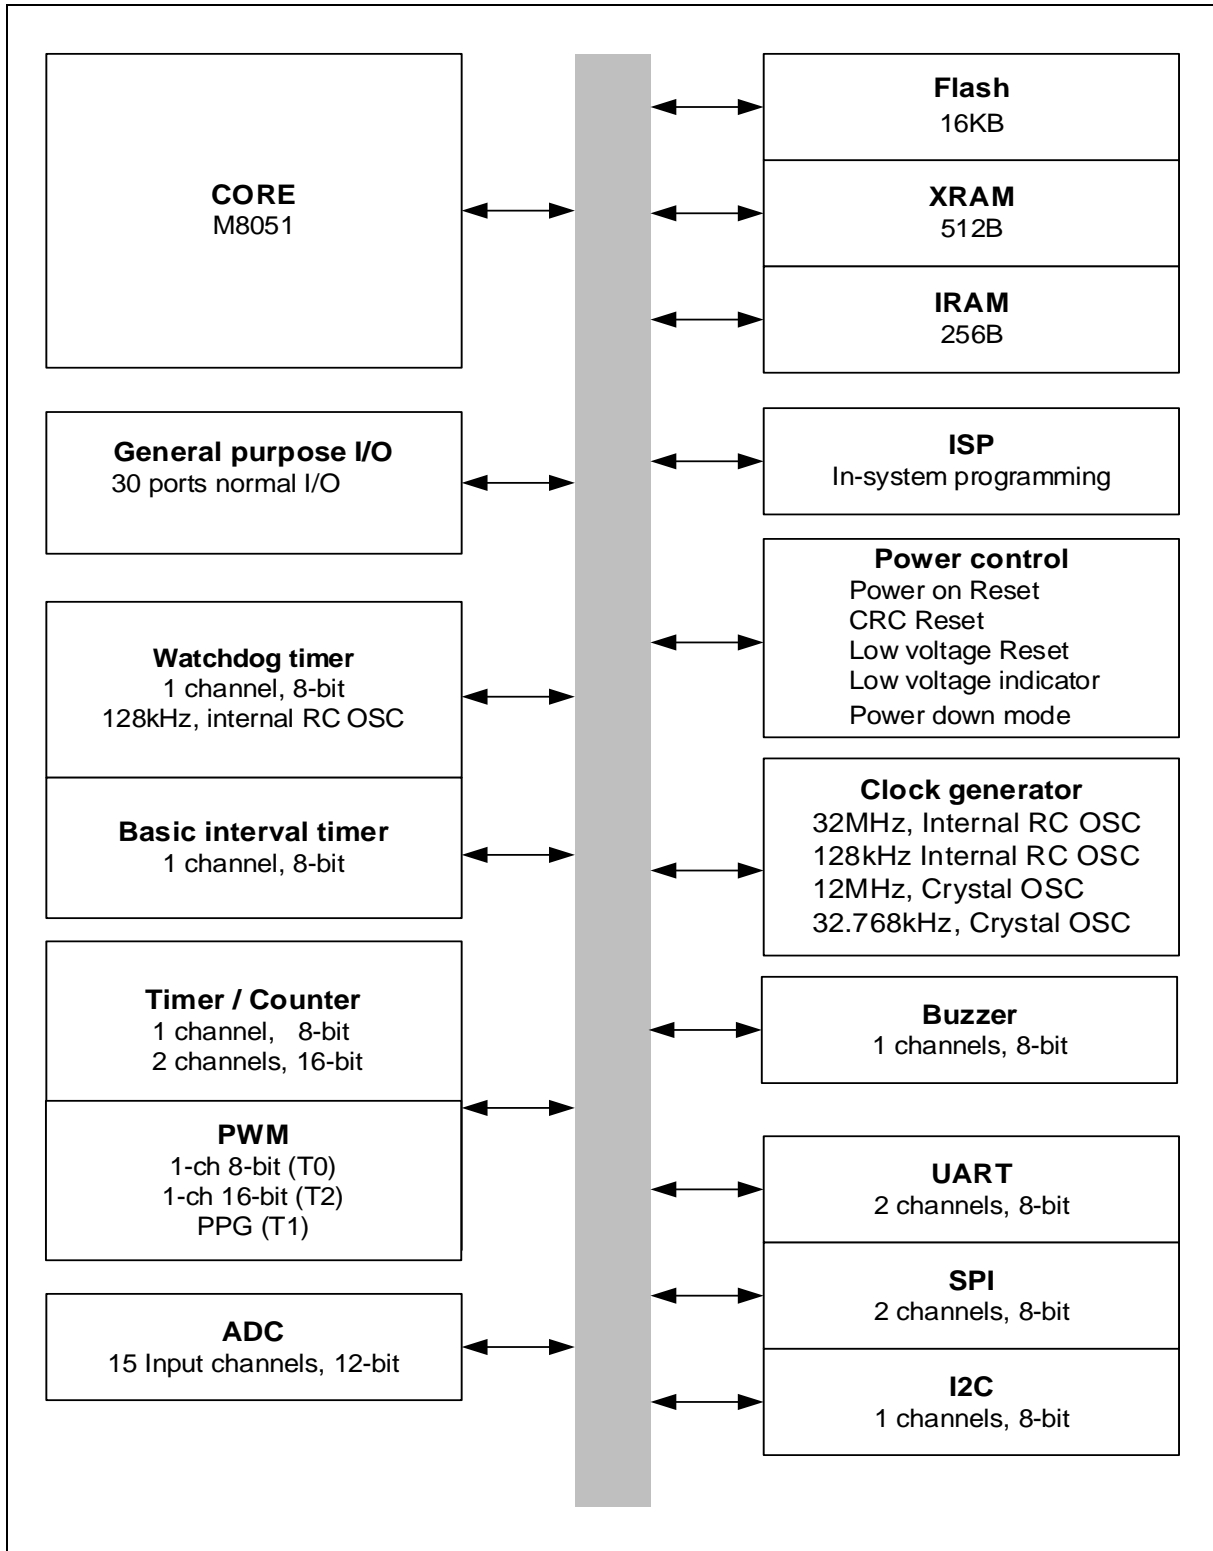 CORE
M8051
General purpose I/O
30 ports normal I/O
Watchdog timer
1 channel, 8-bit
128kHz, internal RC OSC
Basic interval timer
1 channel, 8-bit
Timer / Counter
1 channel, 8-bit
2 channels, 16-bit
PWM
1-ch 8-bit (T0)
1-ch 16-bit (T2)
PPG (T1)
ADC
15 Input channels, 12-bit
Flash
16KB
XRAM
512B
IRAM
256B
ISP
In-system programming
Power control
Power on Reset
CRC Reset
Low voltage Reset
Low voltage indicator
Power down mode
Clock generator
32MHz, Internal RC OSC
128kHz Internal RC OSC
12MHz, Crystal OSC
32.768kHz, Crystal OSC
Buzzer
1 channels, 8-bit
UART
2 channels, 8-bit
SPI
2 channels, 8-bit
I2C
1 channels, 8-bit